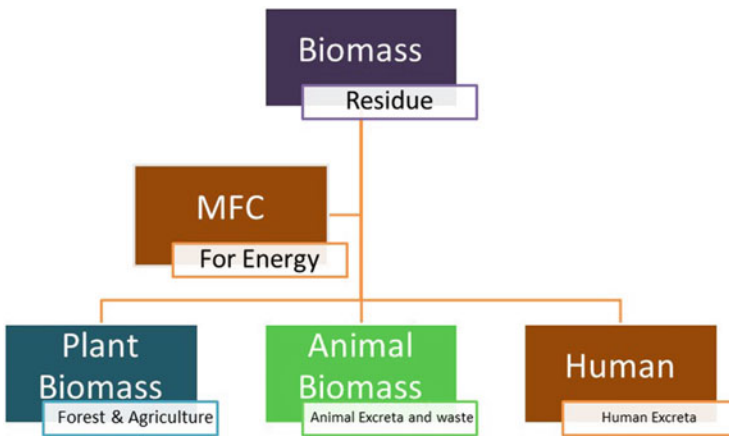 Biomass
Residue
MFC
For Energy
Plant
Biomass
Forest & Agriculture
Animal
Biomass
Animal Excreta and waste
Human
Human Excreta